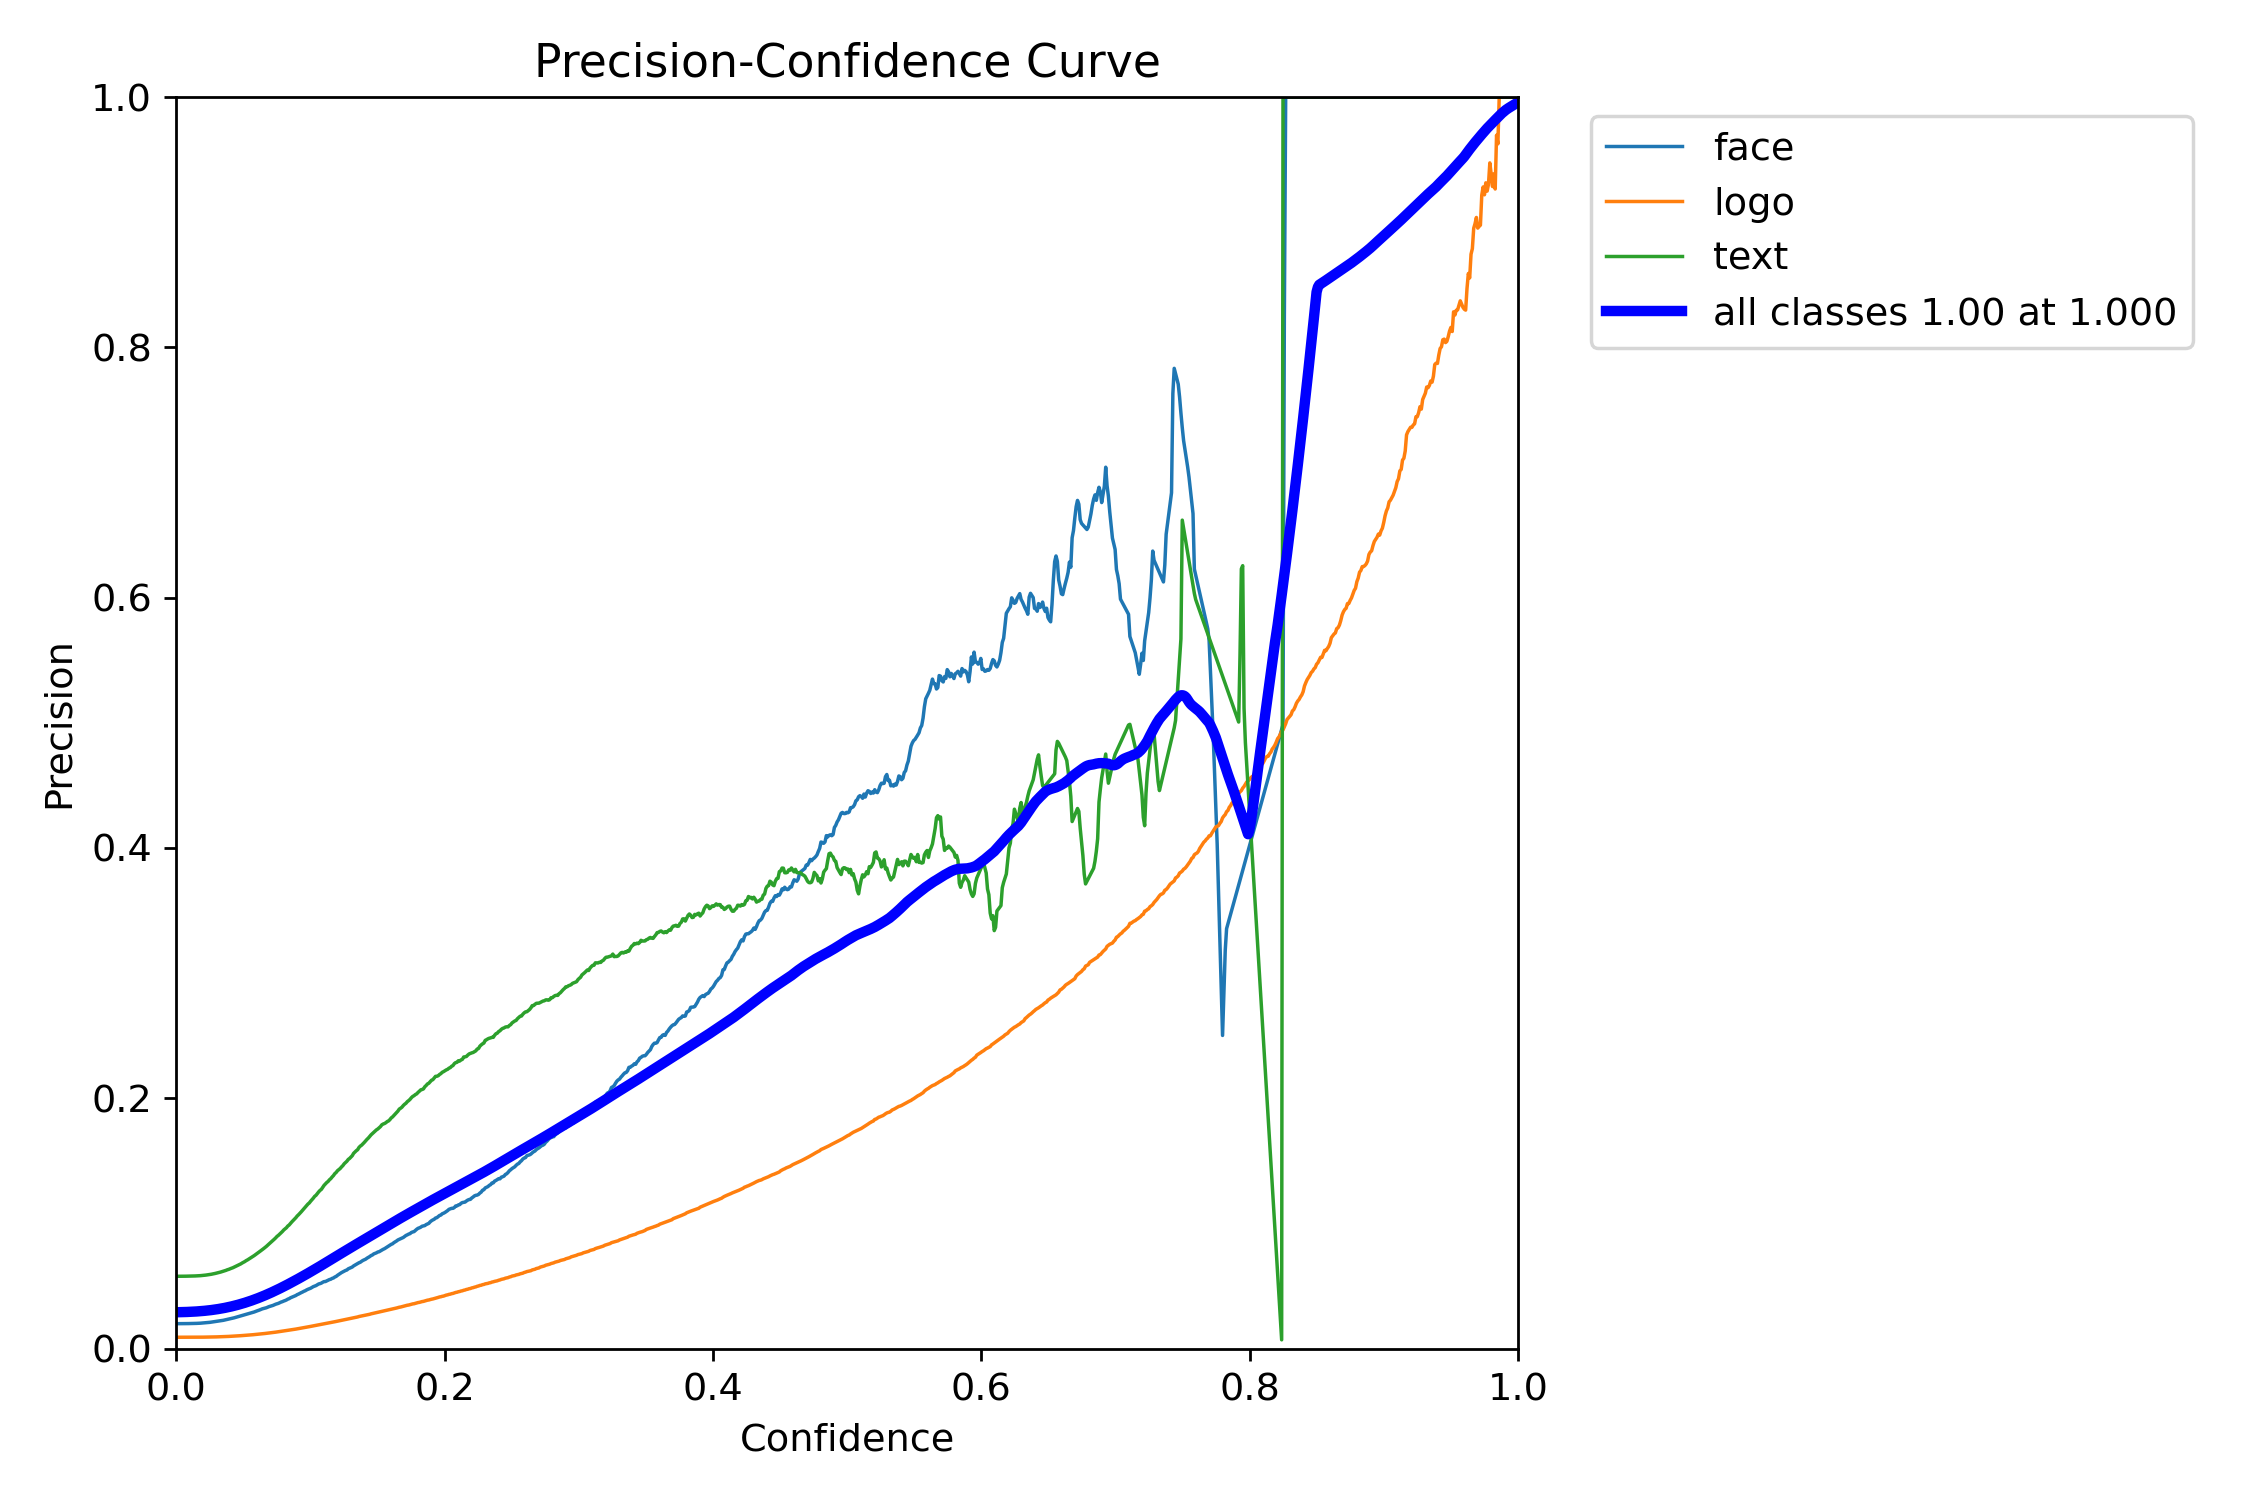 Precision-Confidence Curve
1.0
0.8
0.6
0.4
0.2
0.0
Precision
0.0 0.2 0.4 0.6 0.8 1.0
Confidence
face
logo
text
all classes 1.00 at 1.000